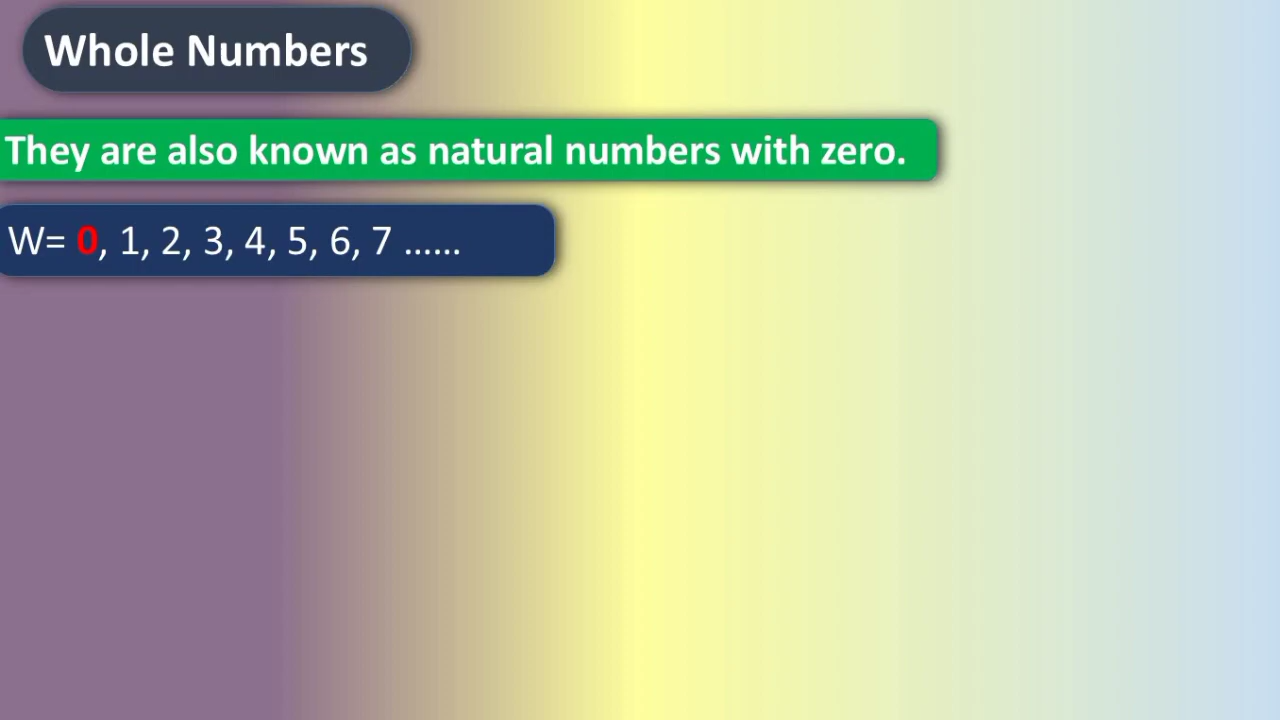 Whole Numbers
They are also known as natural numbers with zero.
W= 0, 1, 2, 3, 4, 5, 6, 7 ......